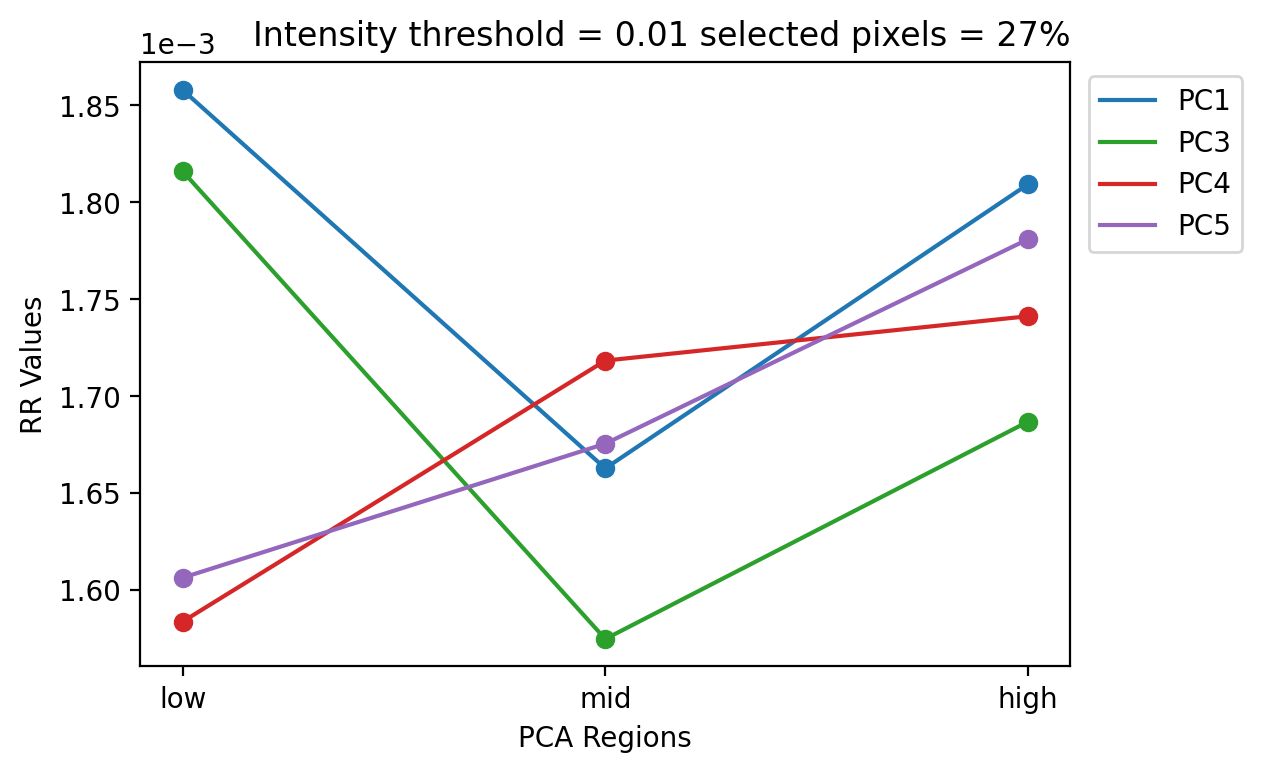 Intensity threshold = 0.01 selected pixels = 27%
1e−3
1.85
1.80
1.75
1.70
1.65
1.60
RR Values
low
mid
high
PCA Regions
PC1
PC3
PC4
PC5